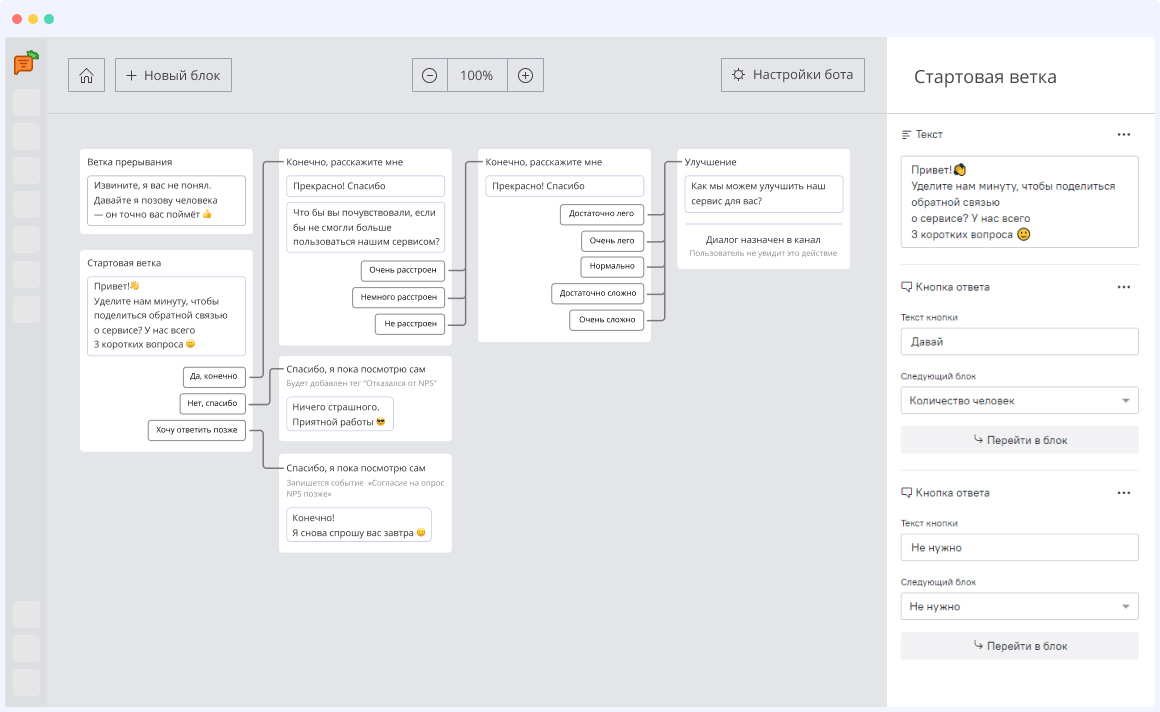 Новый блок
100%
Настройки бота
Стартовая ветка
Ветка прерывания
Извините, я вас не понял.
Давайте я позову человека
— он точно вас поймёт 👍
Стартовая ветка
Привет!👋
Уделите нам минуту, чтобы
поделиться обратной связью
о сервисе? У нас всего
3 коротких вопроса 🙂
Да, конечно
Нет, спасибо
Хочу ответить позже
Конечно, расскажите мне
Прекрасно! Спасибо
Что бы вы почувствовали, если
бы не смогли больше
пользоваться нашим сервисом?
Очень расстроен
Немного расстроен
Не расстроен
Спасибо, я пока посмотрю сам
Будет добавлен тег "Отказался от NPS"
Ничего страшного.
Приятной работы 😎
Спасибо, я пока посмотрю сам
Запишется событие «Согласие на опрос
NPS позже»
Конечно!
Я снова спрошу вас завтра 🙂
Конечно, расскажите мне
Прекрасно! Спасибо
Достаточно лего
Очень лего
Нормально
Достаточно сложно
Очень сложно
Улучшение
Как мы можем улучшить наш
сервис для вас?
Диалог назначен в канал
Пользователь не увидит это действие
Текст
Привет!👋
Уделите нам минуту, чтобы поделиться
обратной связью
о сервисе? У нас всего
3 коротких вопроса 🙂
Кнопка ответа
Текст кнопки
Давай
Следующий блок
Количество человек
Перейти в блок
Кнопка ответа
Текст кнопки
Не нужно
Следующий блок
Не нужно
Перейти в блок